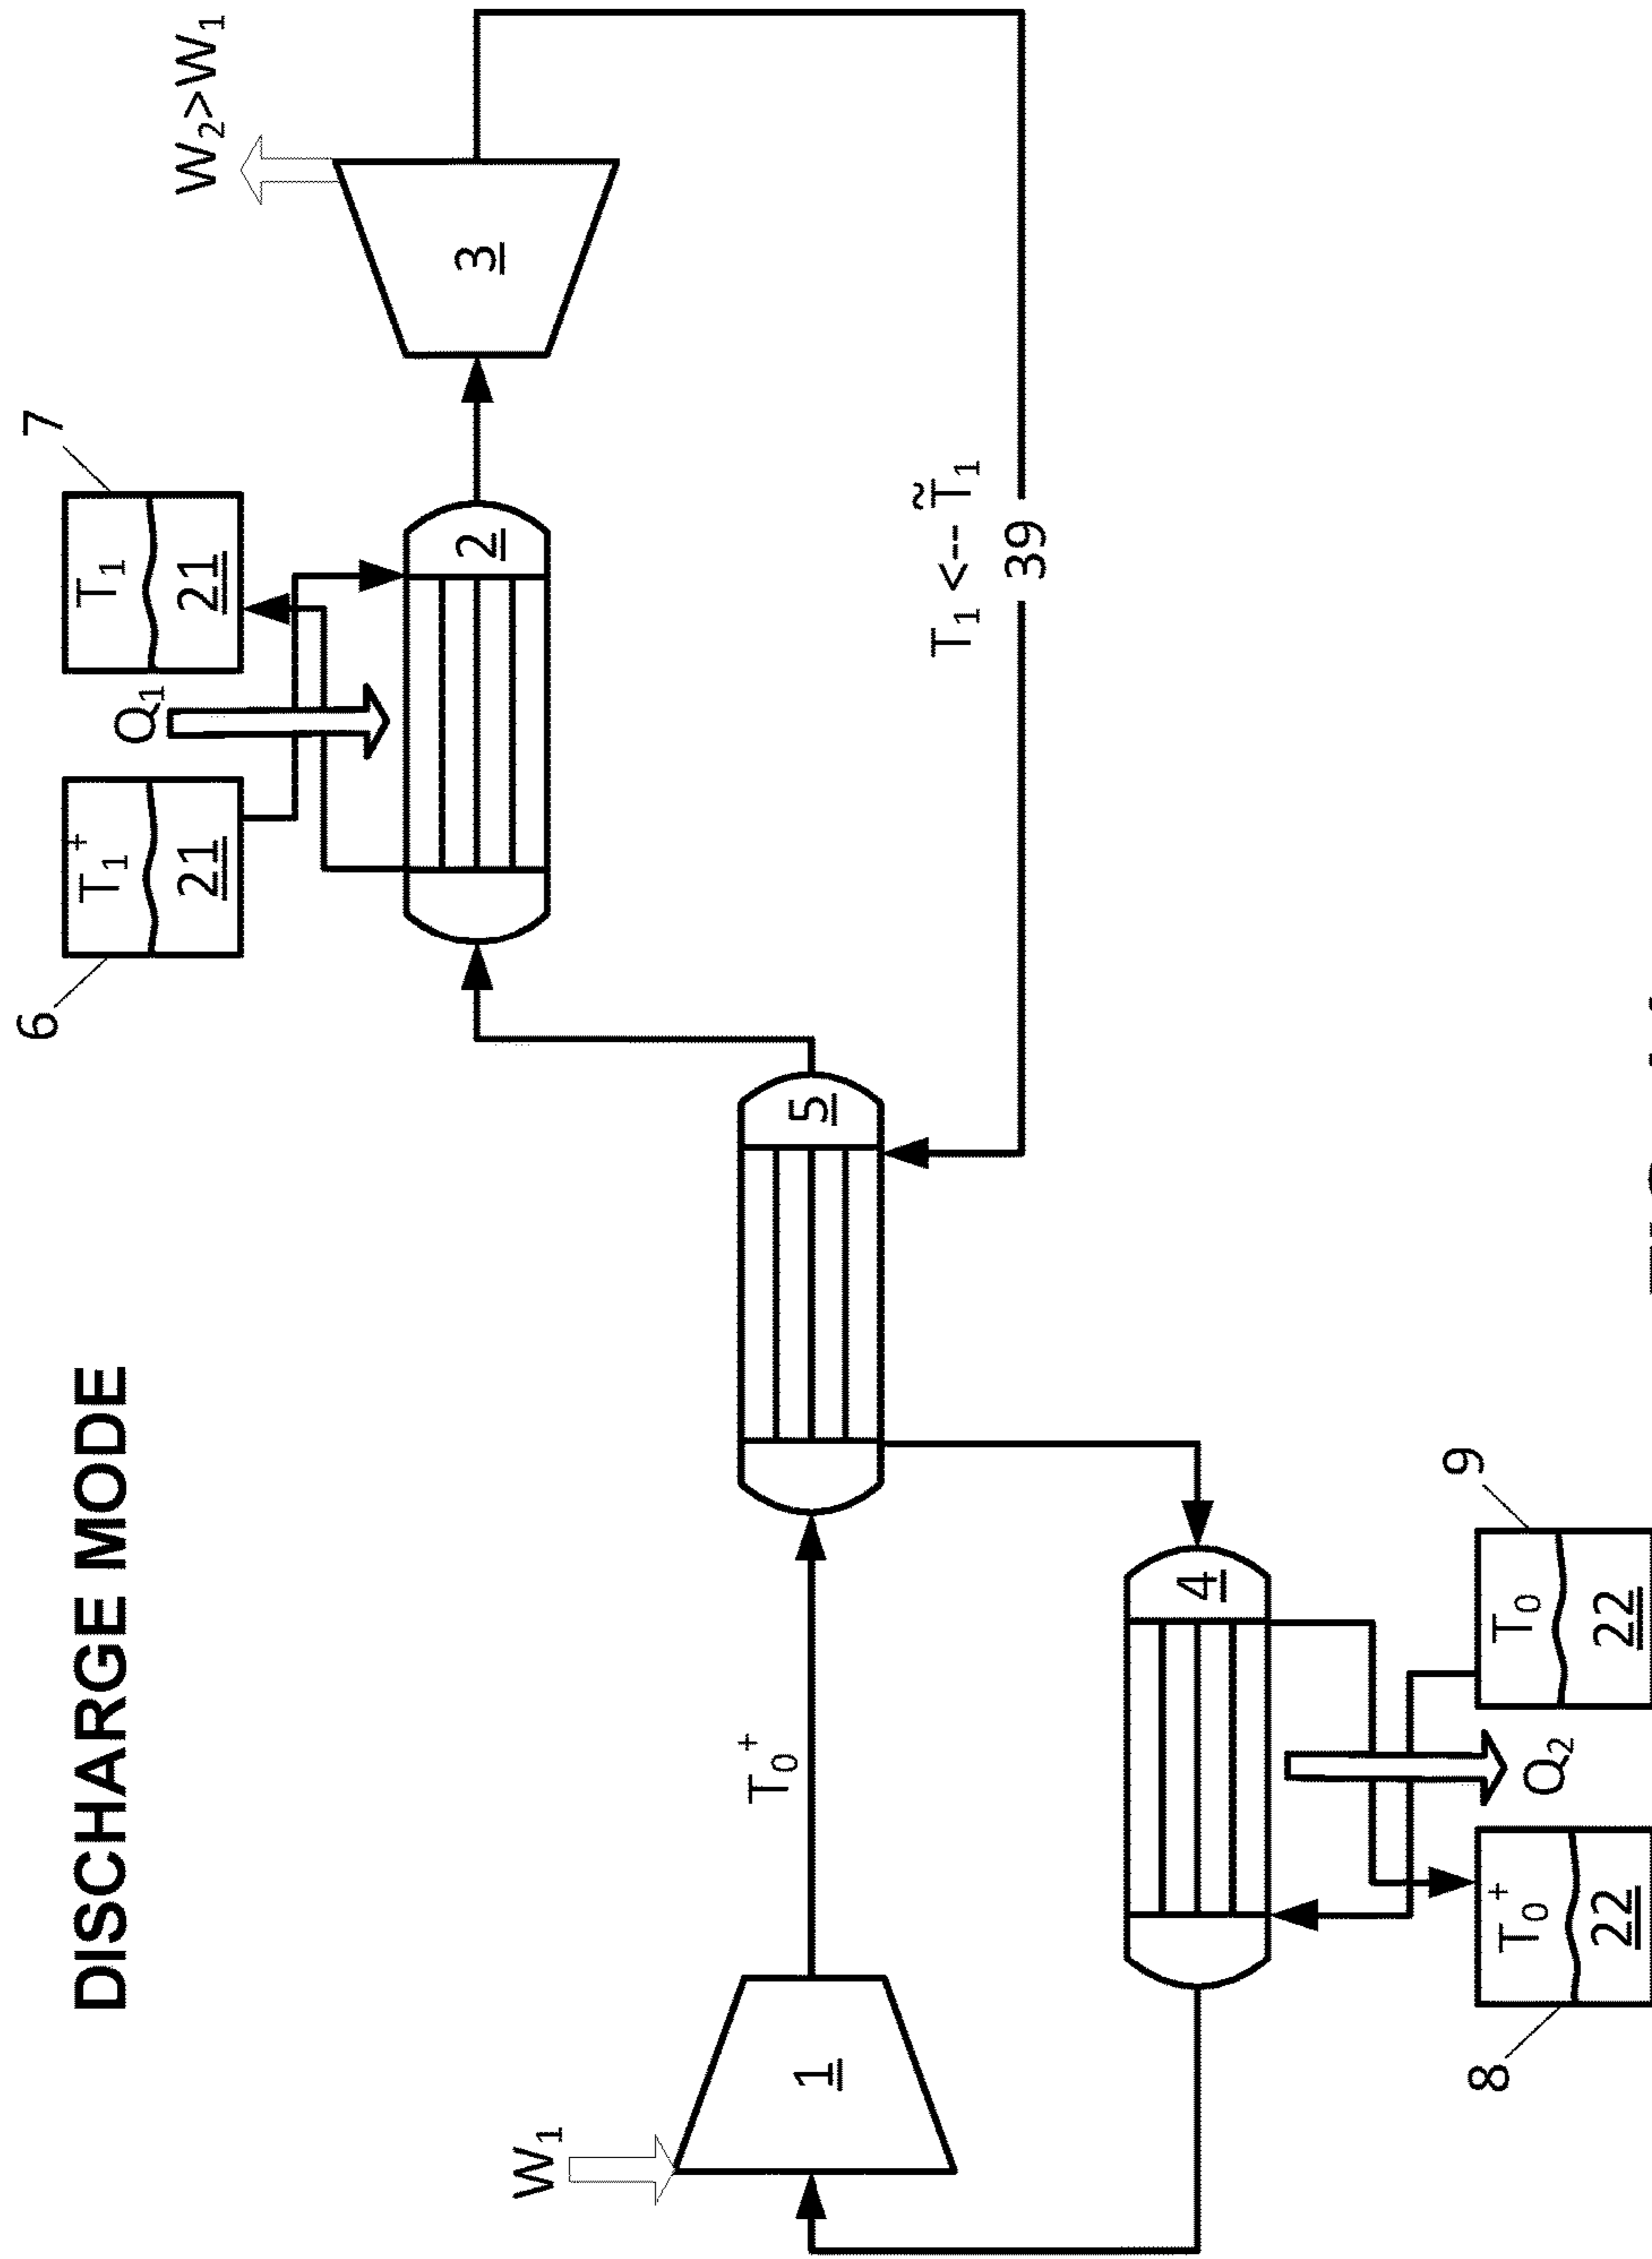 DISCHARGE MODE
W₂>W₁
7
T₁
21
Q₁
T₁⁺
21
6
2
3
T₁ <-- T̃₁
39
5
T₀⁺
W₁
1
4
9
T₀
22
Q₂
T₀⁺
22
8